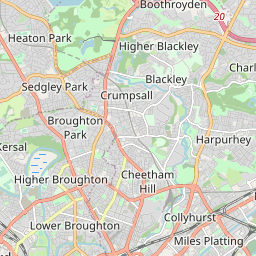 Boothroyden
20
Heaton Park
Higher Blackley
Blackley
Charl
Sedgley Park
Crumpsall
Broughton
Park
Harpurhey
Kersal
Higher Broughton
Cheetham
Hill
Collyhurst
Lower Broughton
Miles Platting